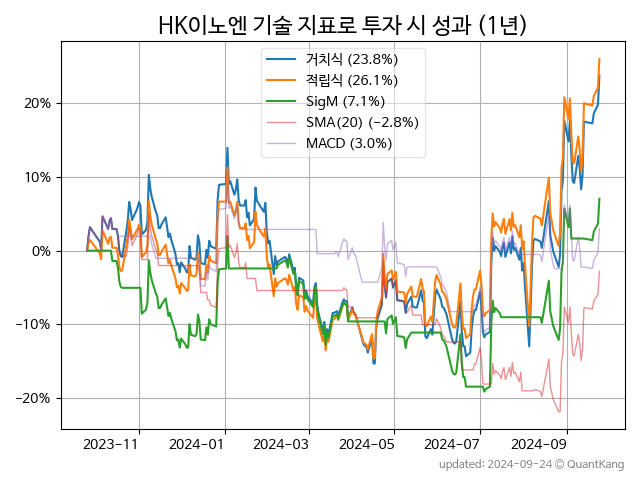 HK이노엔 기술 지표로 투자 시 성과 (1년)
거치식 (23.8%)
적립식 (26.1%)
SigM (7.1%)
SMA(20) (−2.8%)
MACD (3.0%)
20%
10%
0%
−10%
−20%
2023-11
2024-01
2024-03
2024-05
2024-07
2024-09
updated: 2024-09-24 © QuantKang